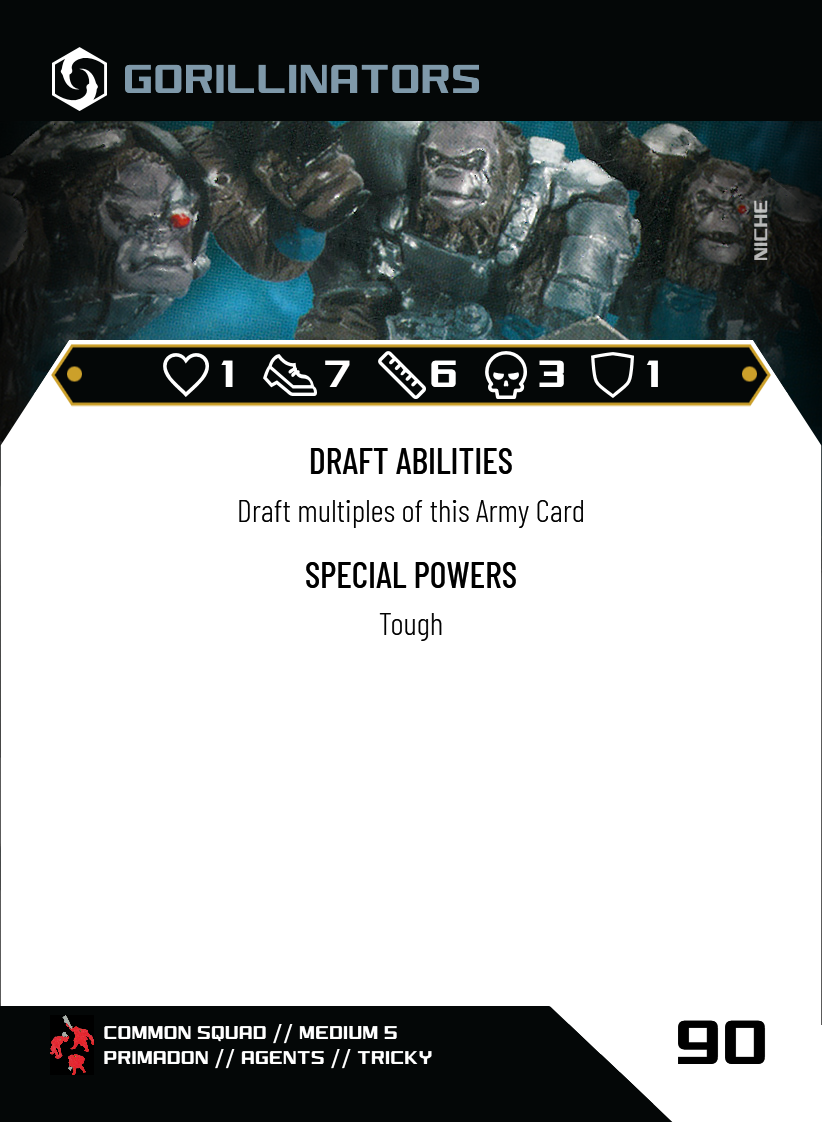 GORILLINATORS
NICHE
1 7 6 3 1
DRAFT ABILITIES
Draft multiples of this Army Card
SPECIAL POWERS
Tough
COMMON SQUAD // MEDIUM 5
PRIMADON // AGENTS // TRICKY
90